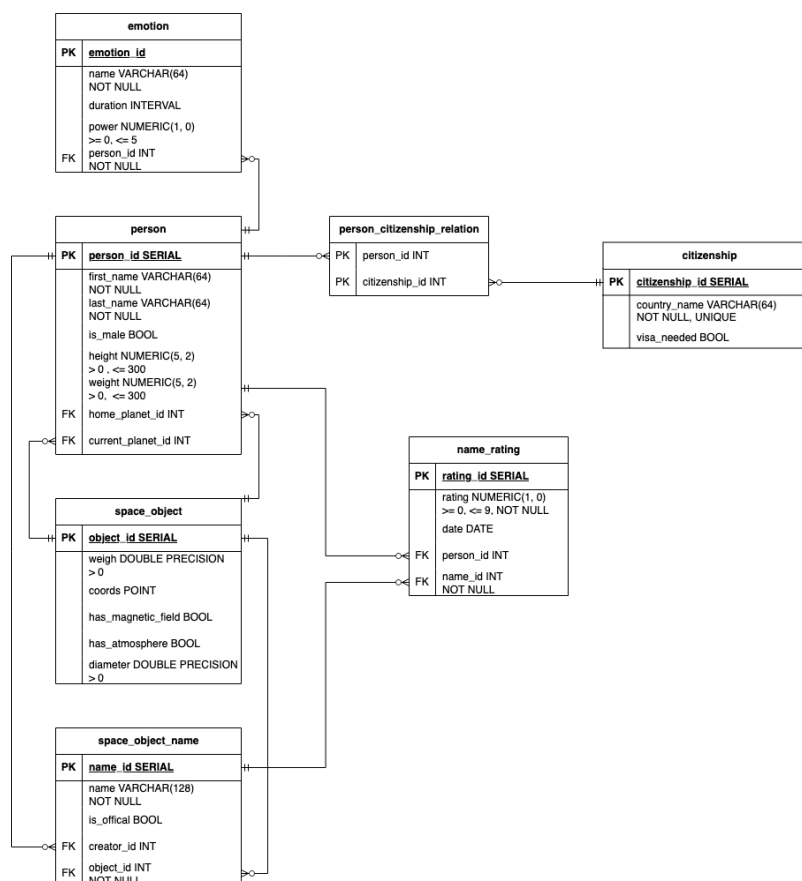 emotion
PK emotion_id
name VARCHAR(64)
NOT NULL
duration INTERVAL
power NUMERIC(1, 0)
>= 0, <= 5
FK person_id INT
NOT NULL
person
PK person_id SERIAL
first_name VARCHAR(64)
NOT NULL
last_name VARCHAR(64)
NOT NULL
is_male BOOL
height NUMERIC(5, 2)
> 0 , <= 300
weight NUMERIC(5, 2)
> 0, <= 300
FK home_planet_id INT
FK current_planet_id INT
person_citizenship_relation
PK person_id INT
PK citizenship_id INT
citizenship
PK citizenship_id SERIAL
country_name VARCHAR(64)
NOT NULL, UNIQUE
visa_needed BOOL
name_rating
PK rating_id SERIAL
rating NUMERIC(1, 0)
>= 0, <= 9, NOT NULL
date DATE
FK person_id INT
FK name_id INT
NOT NULL
space_object
PK object_id SERIAL
weigh DOUBLE PRECISION
> 0
coords POINT
has_magnetic_field BOOL
has_atmosphere BOOL
diameter DOUBLE PRECISION
> 0
space_object_name
PK name_id SERIAL
name VARCHAR(128)
NOT NULL
is_offical BOOL
FK creator_id INT
FK object_id INT
NOT NULL